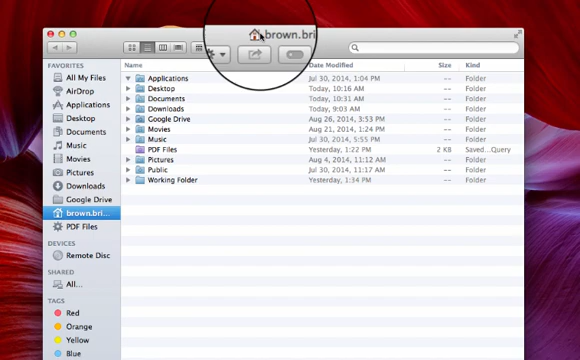 brown.bri
Name
Date Modified
Size
Kind
FAVORITES
All My Files
AirDrop
Applications
Desktop
Documents
Music
Movies
Pictures
Downloads
Google Drive
brown.bri...
PDF Files
DEVICES
Remote Disc
SHARED
All...
TAGS
Red
Orange
Yellow
Blue
Applications Jul 30, 2014, 1:04 PM -- Folder
Desktop Today, 10:16 AM -- Folder
Documents Today, 10:31 AM -- Folder
Downloads Today, 9:03 AM -- Folder
Google Drive Aug 26, 2014, 3:53 PM -- Folder
Movies Aug 21, 2014, 1:24 PM -- Folder
Music Jul 30, 2014, 5:55 PM -- Folder
PDF Files Yesterday, 1:22 PM 2 KB Saved...Query
Pictures Aug 4, 2014, 11:12 AM -- Folder
Public Jul 30, 2014, 11:17 AM -- Folder
Working Folder Yesterday, 1:34 PM -- Folder